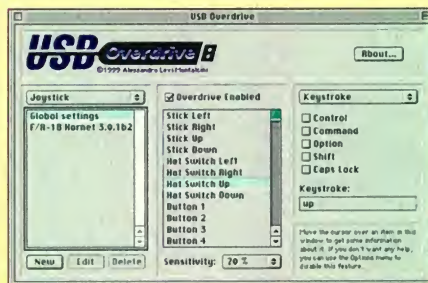 USB Overdrive
USB Overdrive
©1999 Alessandro Levi Montalcini
About...
Joystick
Global settings
F/A-18 Hornet 3.0.1b2
New
Edit
Delete
Overdrive Enabled
Stick Left
Stick Right
Stick Up
Stick Down
Hat Switch Left
Hat Switch Right
Hat Switch Up
Hat Switch Down
Button 1
Button 2
Button 3
Button 4
Sensitivity: 20 %
Keystroke
Control
Command
Option
Shift
Caps Lock
Keystroke:
up
Move the cursor over an item in this
window to get some information
about it. If you don't want any help,
you can use the Options menu to
disable this feature.